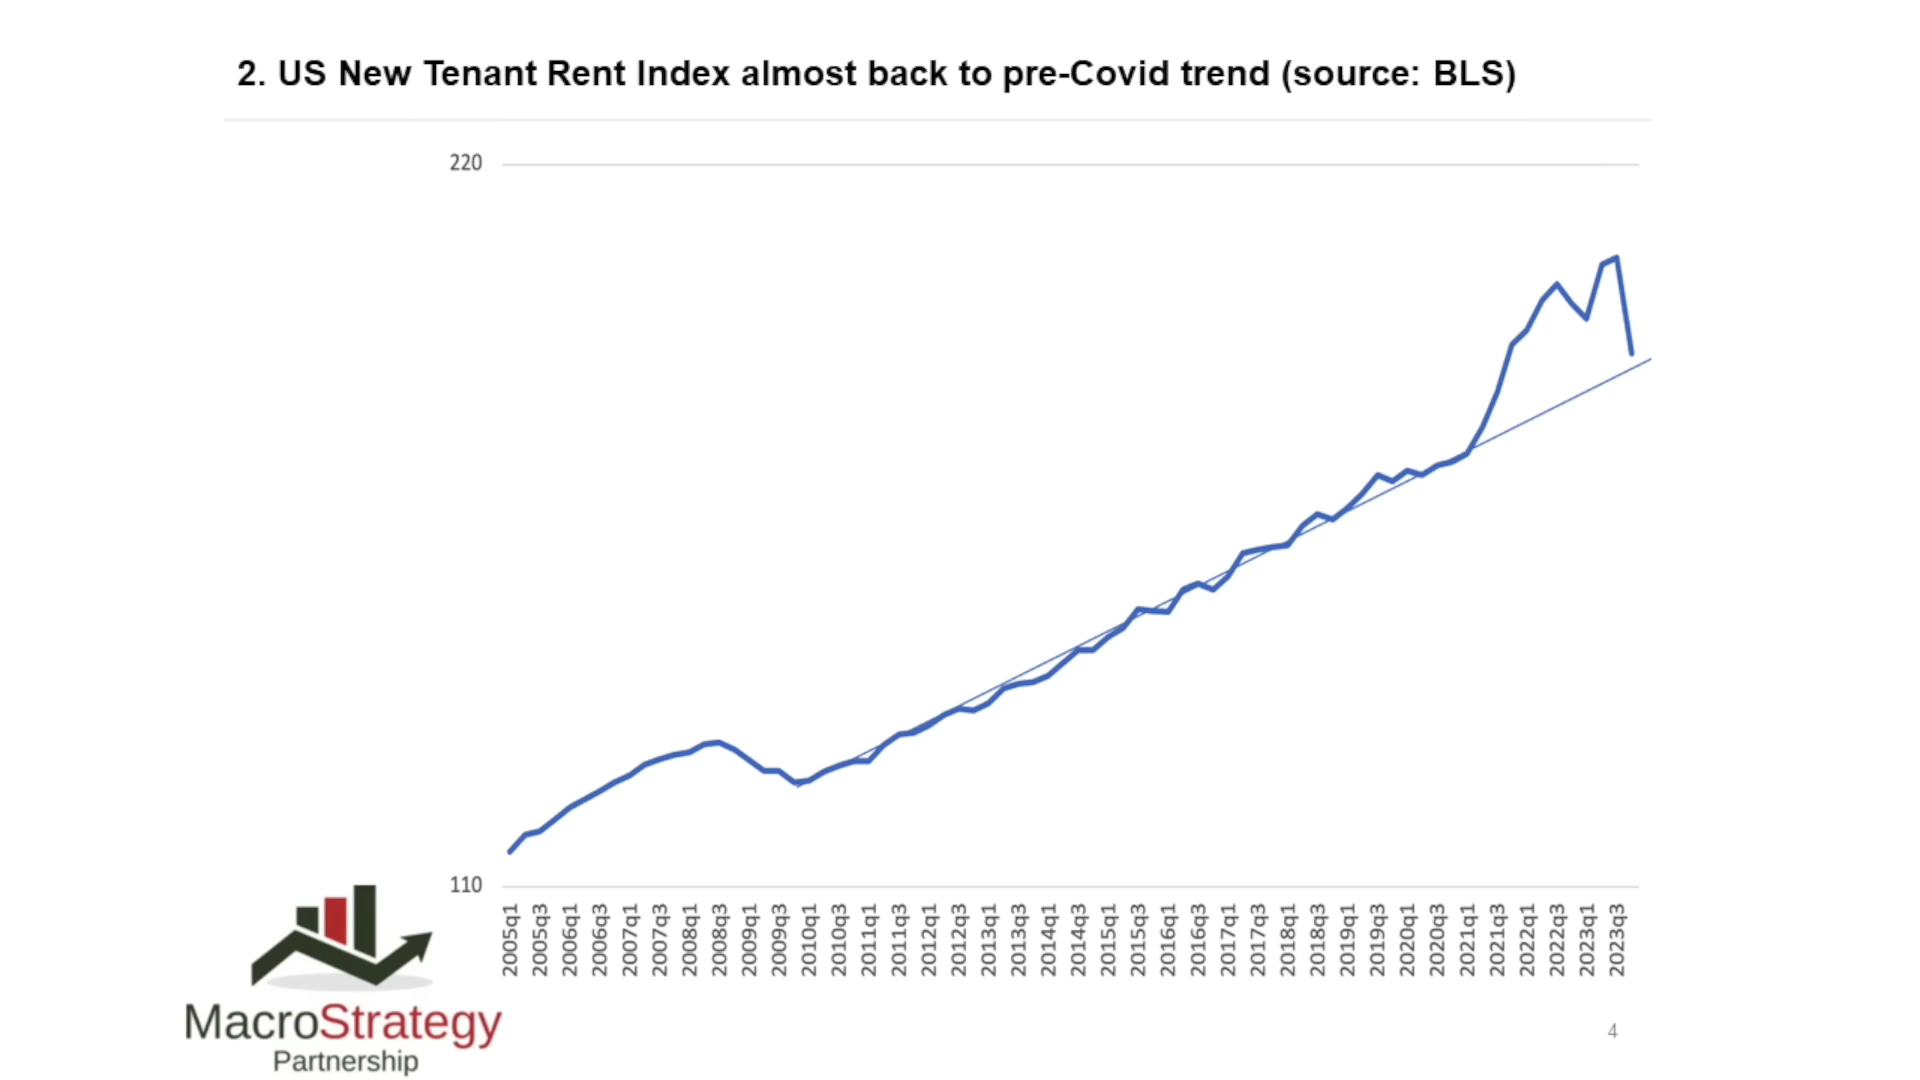 2. US New Tenant Rent Index almost back to pre-Covid trend (source: BLS)
220
110
2005q1
2005q3
2006q1
2006q3
2007q1
2007q3
2008q1
2008q3
2009q1
2009q3
2010q1
2010q3
2011q1
2011q3
2012q1
2012q3
2013q1
2013q3
2014q1
2014q3
2015q1
2015q3
2016q1
2016q3
2017q1
2017q3
2018q1
2018q3
2019q1
2019q3
2020q1
2020q3
2021q1
2021q3
2022q1
2022q3
2023q1
2023q3
MacroStrategy
Partnership
4